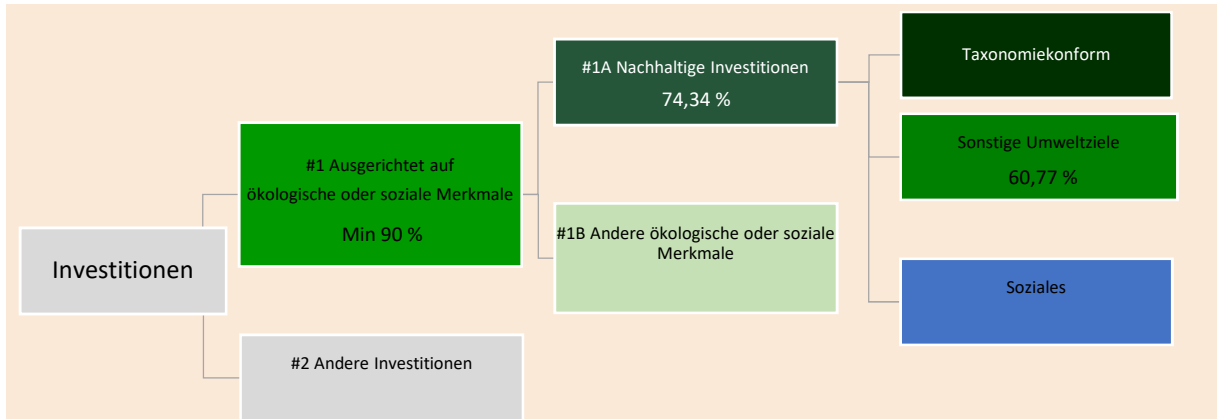 Investitionen
#1 Ausgerichtet auf
ökologische oder soziale Merkmale
Min 90 %
#2 Andere Investitionen
#1A Nachhaltige Investitionen
74,34 %
#1B Andere ökologische oder soziale
Merkmale
Taxonomiekonform
Sonstige Umweltziele
60,77 %
Soziales